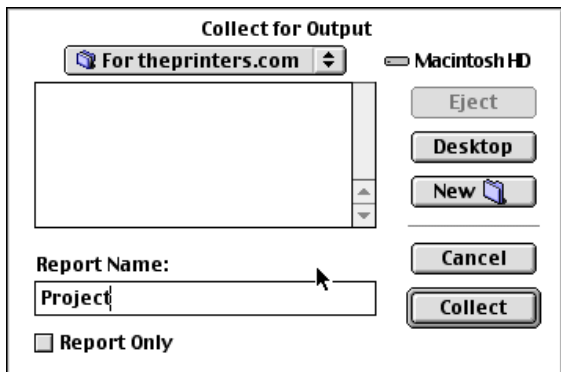 Collect for Output
For theprinters.com
Macintosh HD
Eject
Desktop
New
Cancel
Collect
Report Name:
Project
Report Only